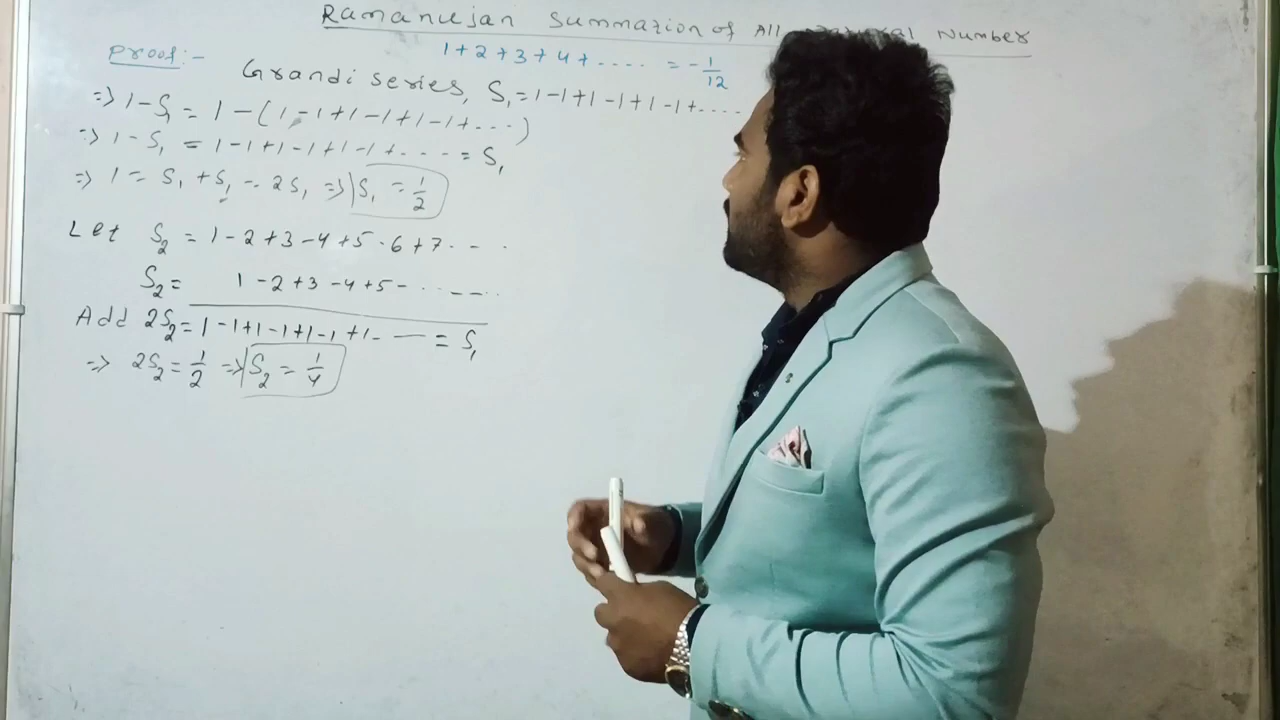 Ramanujan Summation of All Number
Proof:- 1+2+3+4+.... = -1/12
Grandi series, S₁=1-1+1-1+1-1+....
=> 1-S₁ = 1-(1-1+1-1+1-1+...)
=> 1-S₁ = 1-1+1-1+1-1+.... = S₁
=> 1 = S₁+S₁ = 2S₁ => S₁ = 1/2
Let S₂ = 1-2+3-4+5-6+7....
S₂= 1-2+3-4+5-....
Add 2S₂=1-1+1-1+1-1+1.. — = S₁
=> 2S₂=1/2 => S₂ = 1/4